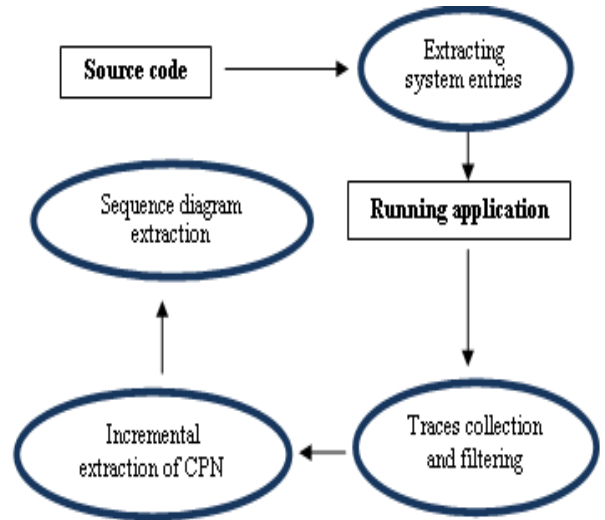 Source code
Extracting
system entries
Running application
Traces collection
and filtering
Incremental
extraction of CPN
Sequence diagram
extraction